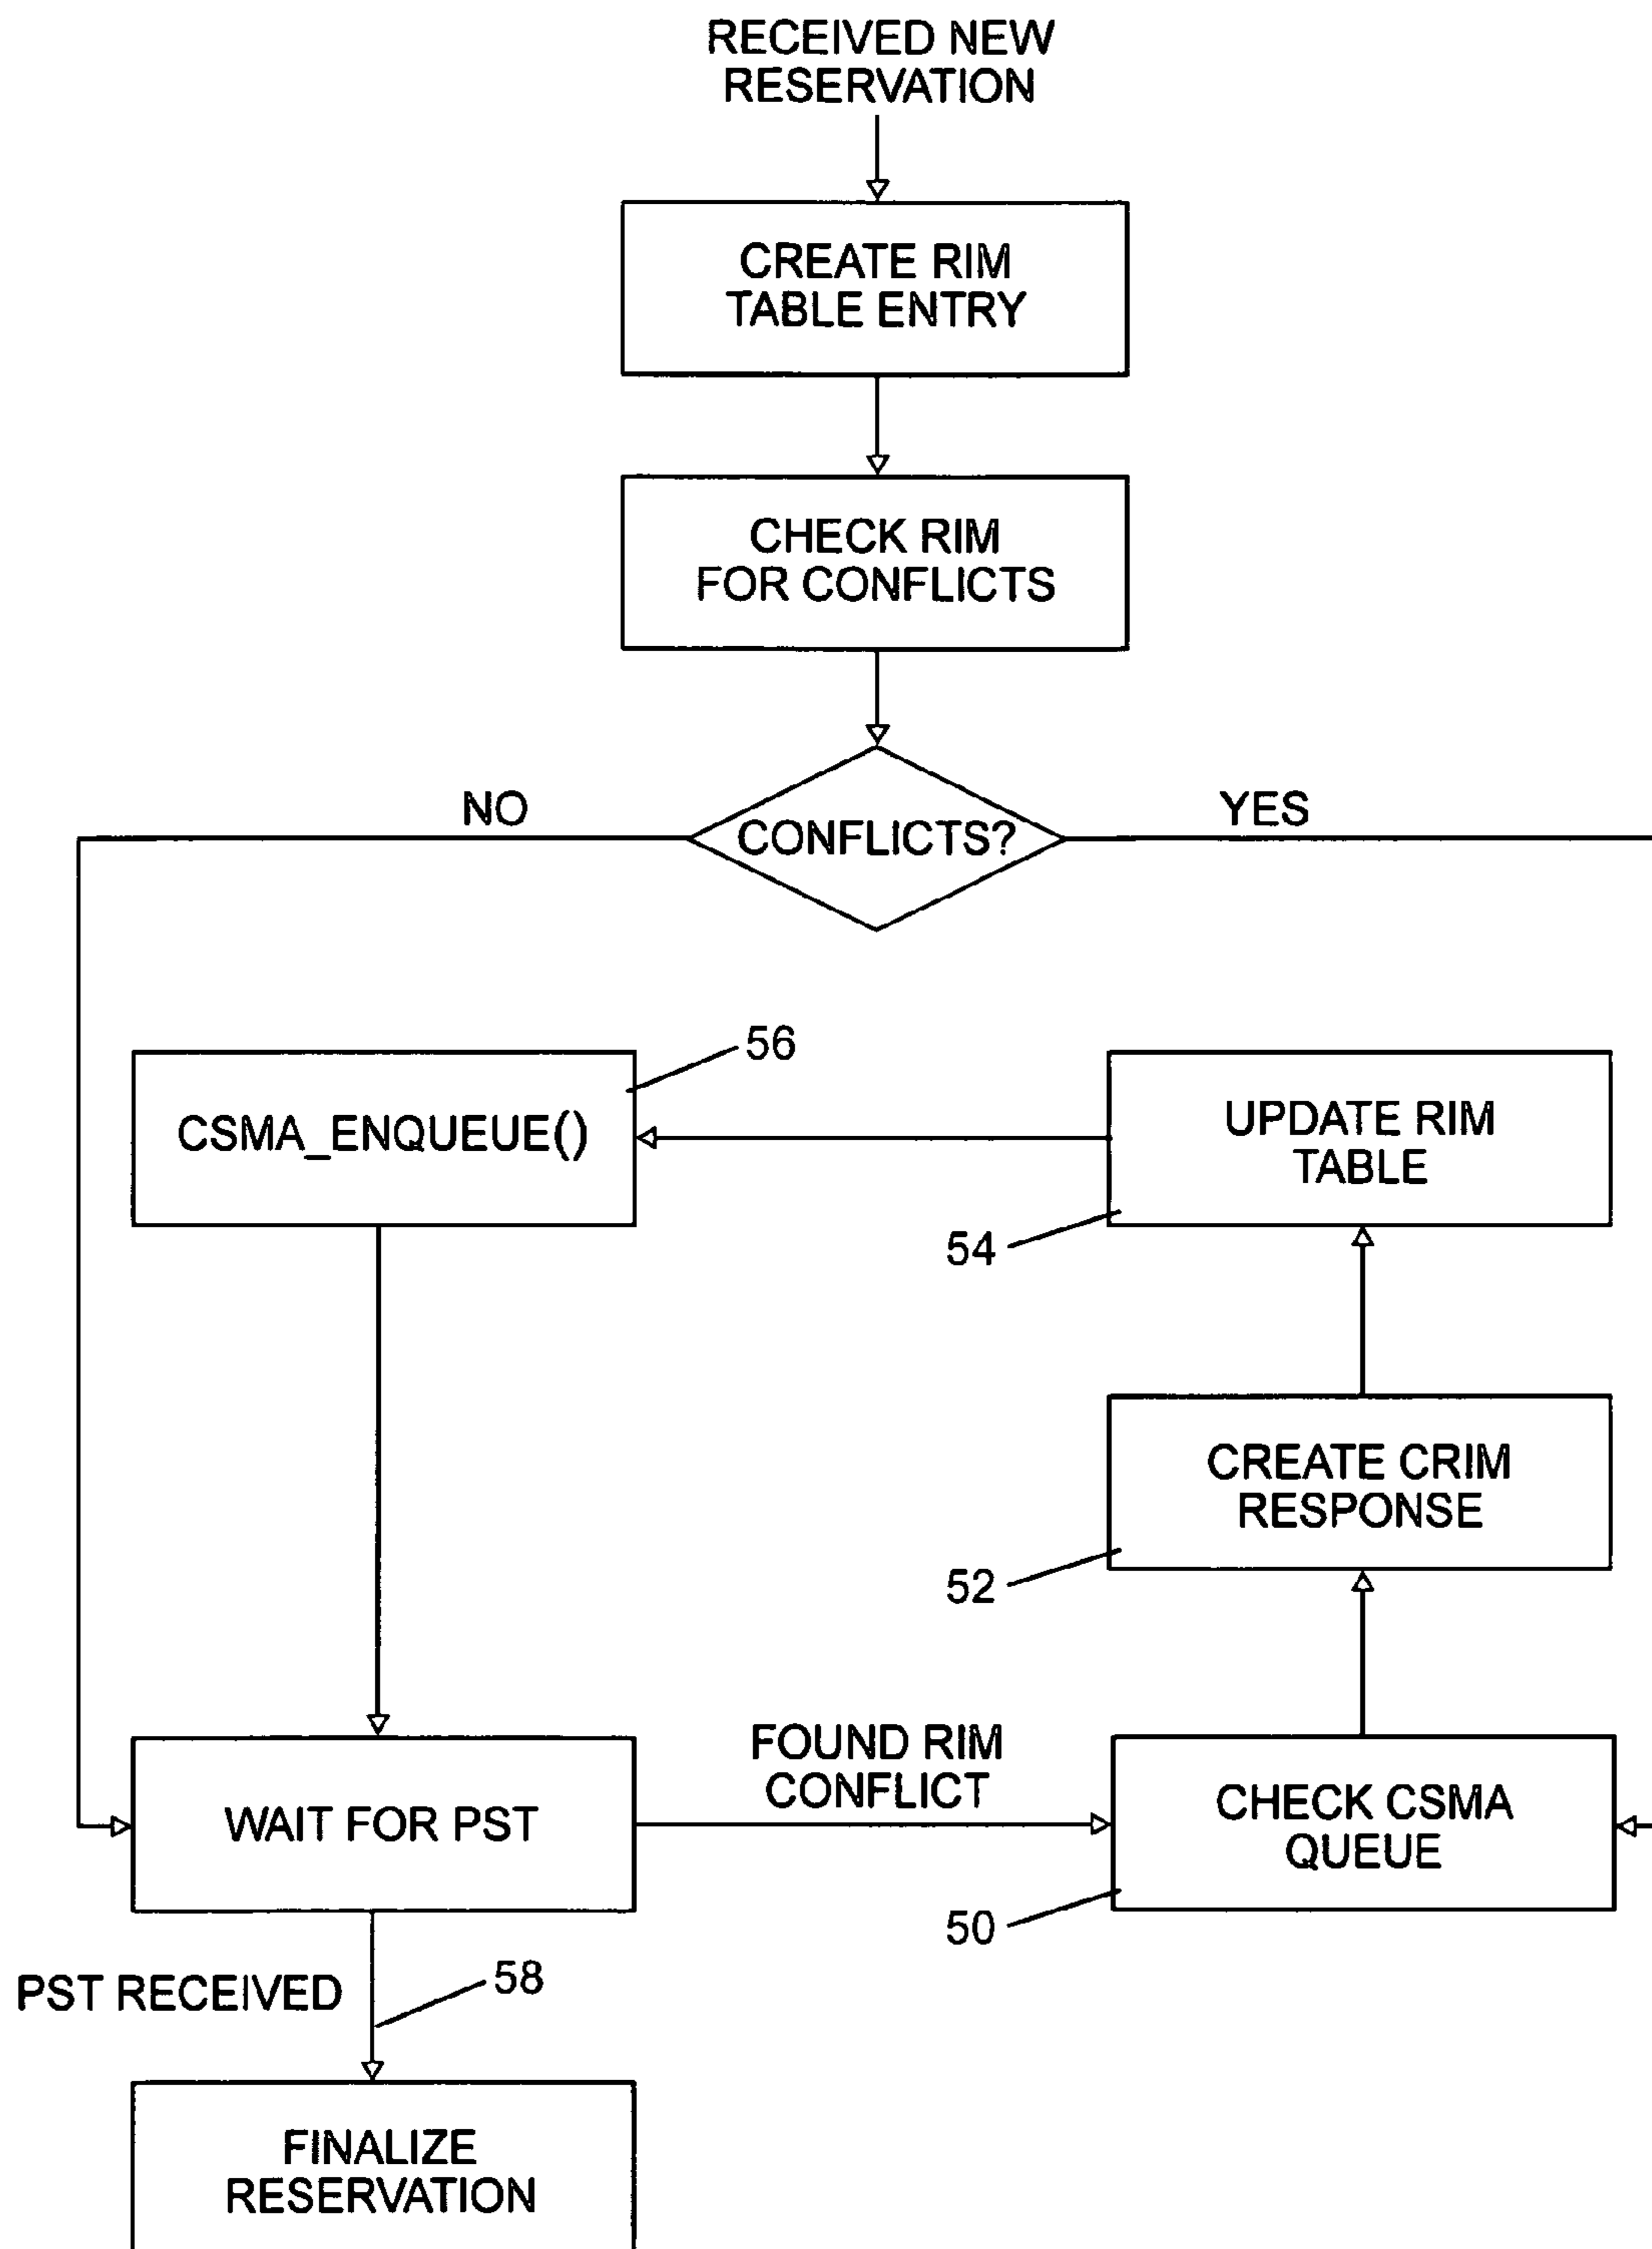 RECEIVED NEW
RESERVATION
CREATE RIM
TABLE ENTRY
CHECK RIM
FOR CONFLICTS
NO
CONFLICTS?
YES
56
CSMA_ENQUEUE()
UPDATE RIM
TABLE
54
CREATE CRIM
RESPONSE
52
WAIT FOR PST
FOUND RIM
CONFLICT
CHECK CSMA
QUEUE
50
PST RECEIVED
58
FINALIZE
RESERVATION